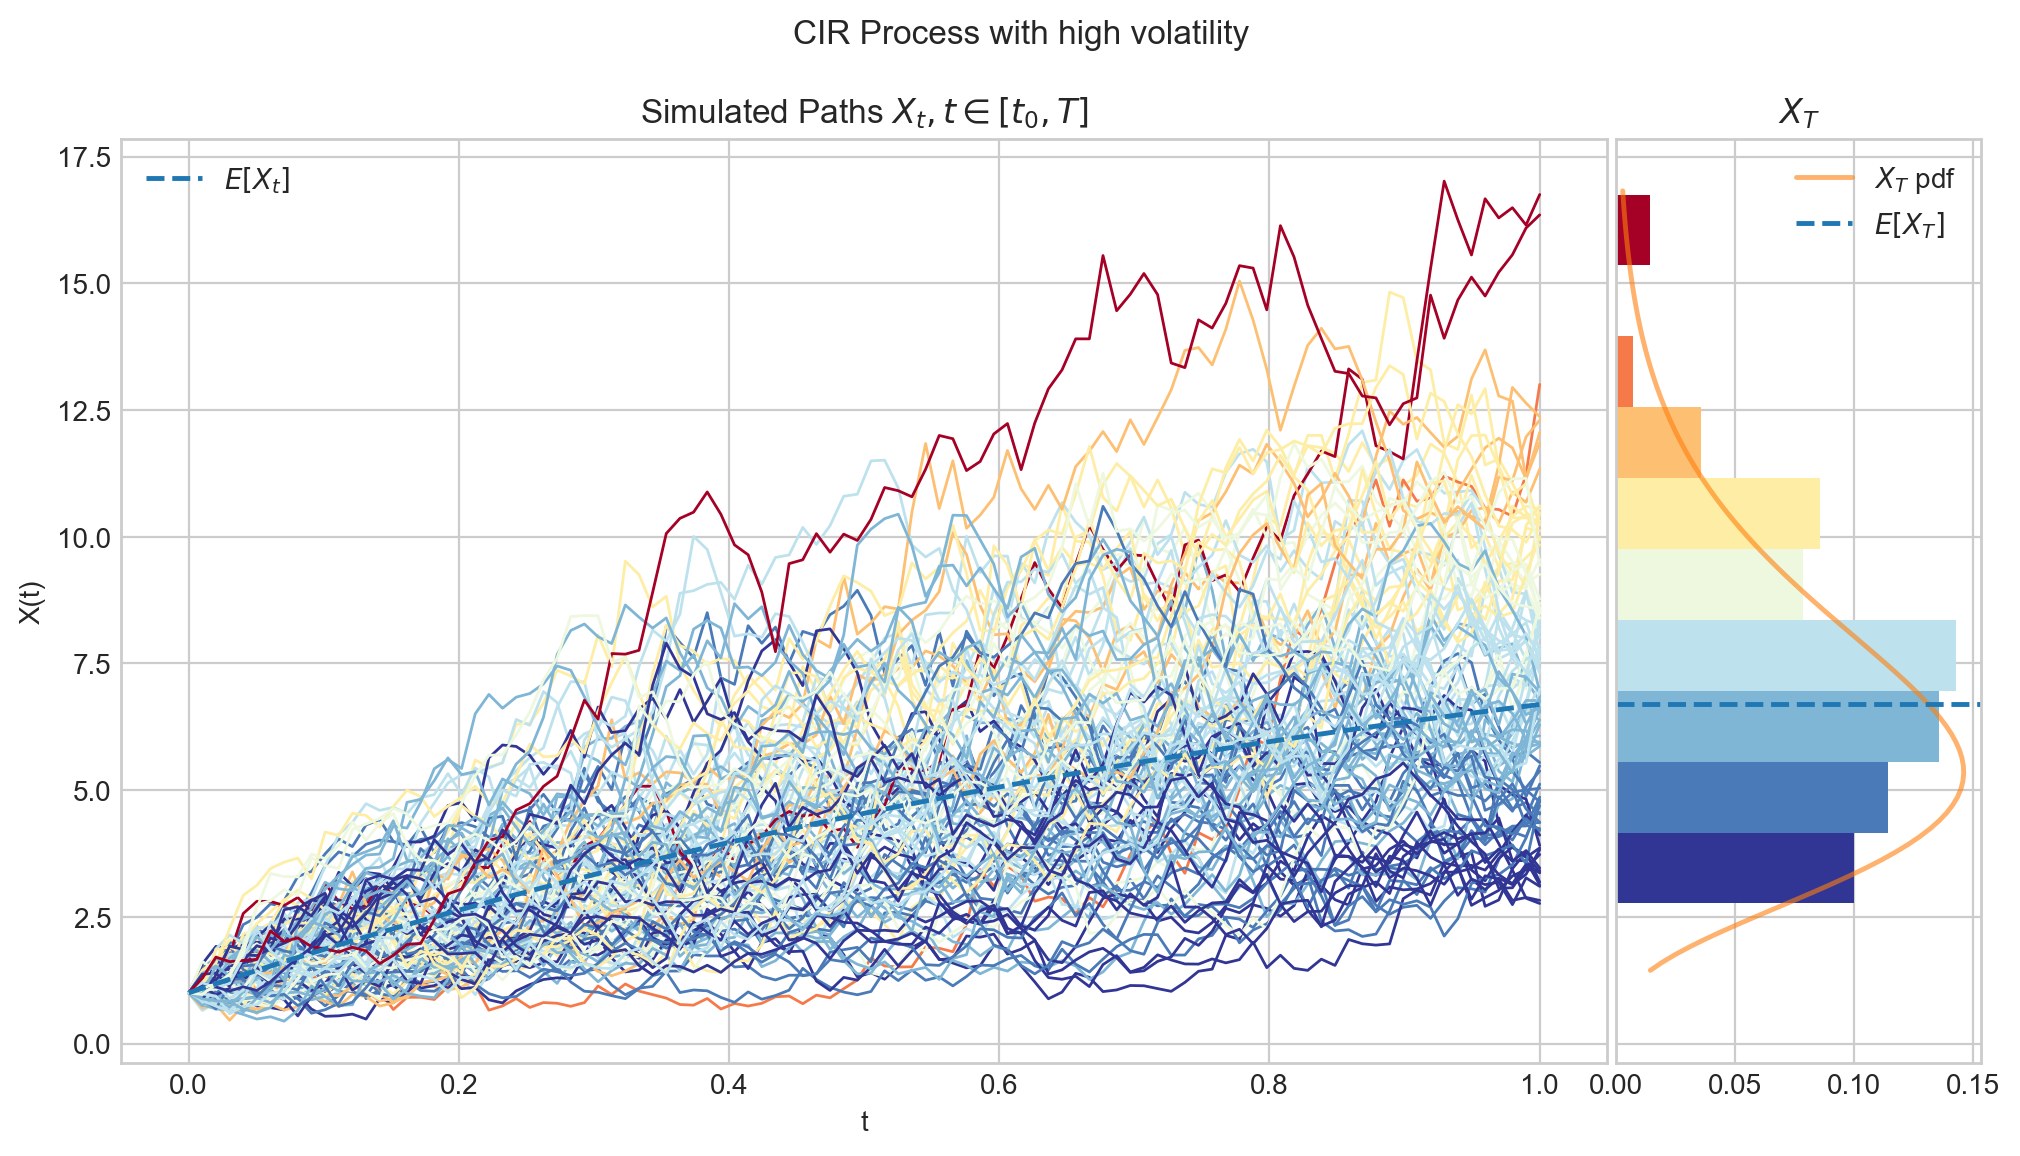 CIR Process with high volatility
Simulated Paths $X_t, t \in [t_0, T]$
$X_T$
17.5
15.0
12.5
10.0
7.5
5.0
2.5
0.0
X(t)
$E[X_t]$
$X_T$ pdf
$E[X_T]$
0.0 0.2 0.4 0.6 0.8 1.0
0.00 0.05 0.10 0.15
t